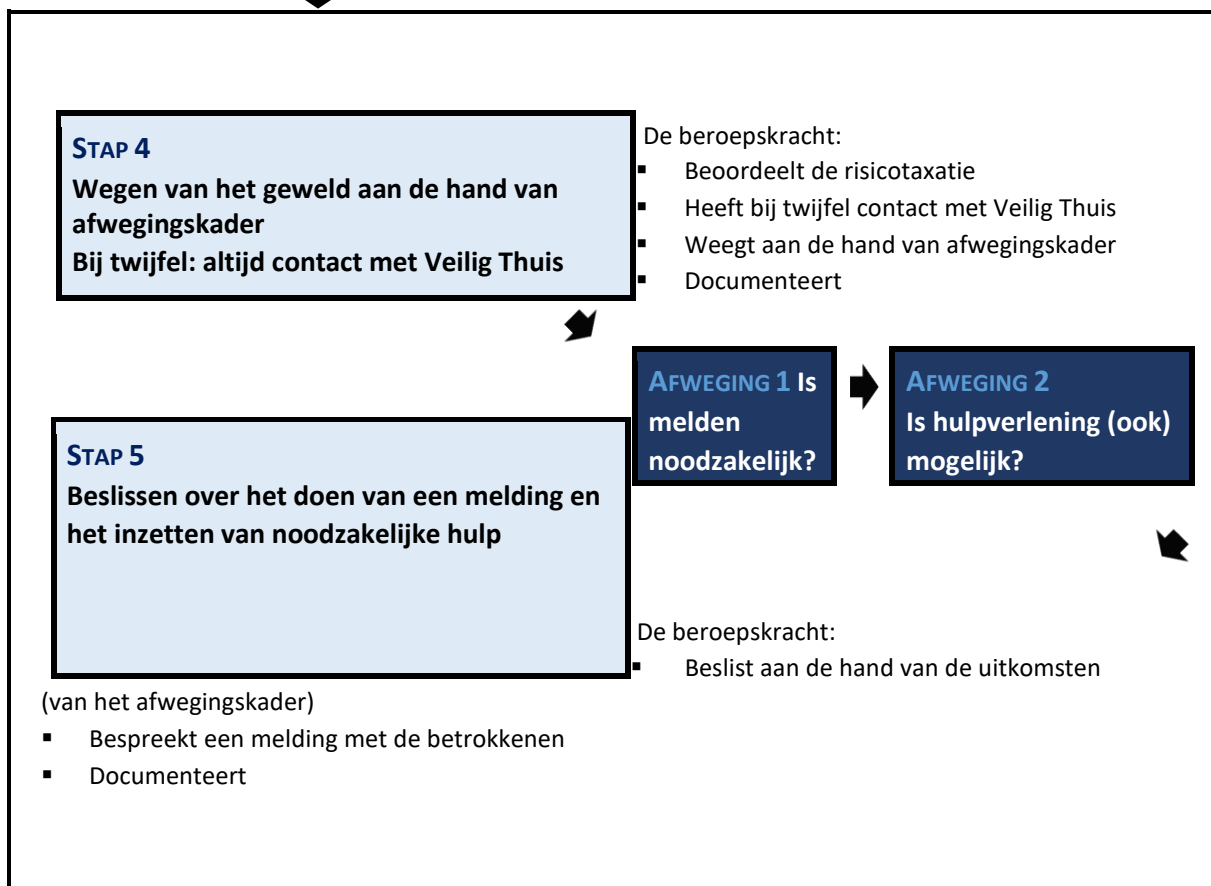 STAP 4
Wegen van het geweld aan de hand van
afwegingskader
Bij twijfel: altijd contact met Veilig Thuis
De beroepskracht:
▪ Beoordeelt de risicotaxatie
▪ Heeft bij twijfel contact met Veilig Thuis
▪ Weegt aan de hand van afwegingskader
▪ Documenteert
AFWEGING 1 Is
melden
noodzakelijk?
AFWEGING 2
Is hulpverlening (ook)
mogelijk?
STAP 5
Beslissen over het doen van een melding en
het inzetten van noodzakelijke hulp
De beroepskracht:
▪ Beslist aan de hand van de uitkomsten
(van het afwegingskader)
▪ Bespreekt een melding met de betrokkenen
▪ Documenteert